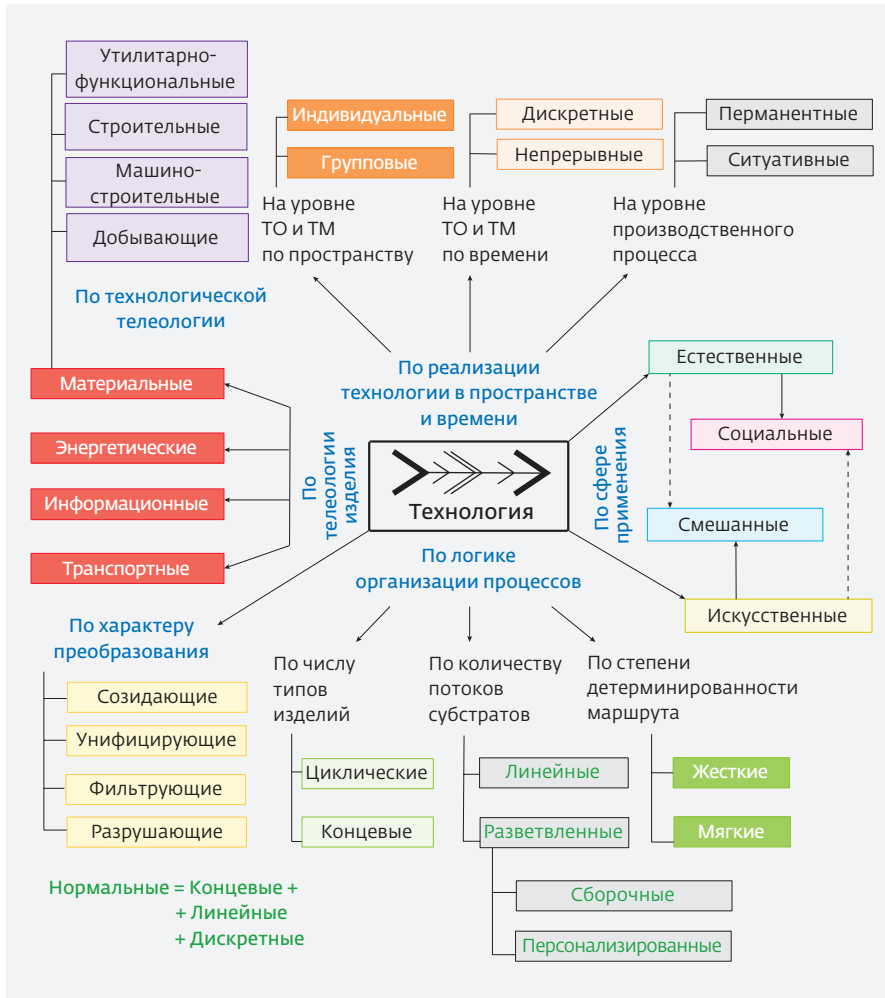 Утилитарно-
функциональные
Строительные
Машино-
строительные
Добывающие
По технологической
телеологии
Индивидуальные
Групповые
На уровне
ТО и ТМ
по пространству
Дискретные
Непрерывные
На уровне
ТО и ТМ
по времени
Перманентные
Ситуативные
На уровне
производственного
процесса
По реализации
технологии в пространстве
и времени
Материальные
Энергетические
Информационные
Транспортные
По
телеологии
изделия
Технология
По сфере
применения
Естественные
Социальные
Смешанные
Искусственные
По логике
организации процессов
По характеру
преобразования
Созидающие
Унифицирующие
Фильтрующие
Разрушающие
По числу
типов
изделий
Циклические
Концевые
По количеству
потоков
субстратов
Линейные
Разветвленные
Сборочные
Персонализированные
По степени
детерминированности
маршрута
Жесткие
Мягкие
Нормальные = Концевые +
+ Линейные
+ Дискретные